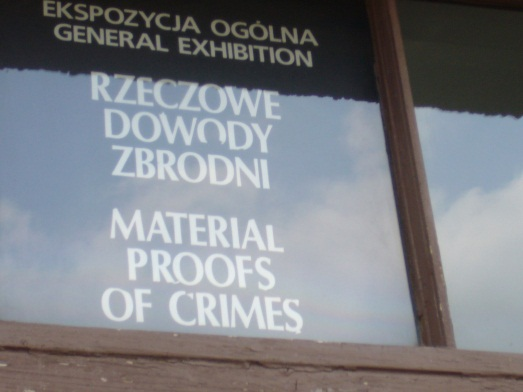 EKSPOZYCJA OGÓLNA
GENERAL EXHIBITION
RZECZOWE
DOWODY
ZBRODNI
MATERIAL
PROOFS
OF CRIMES